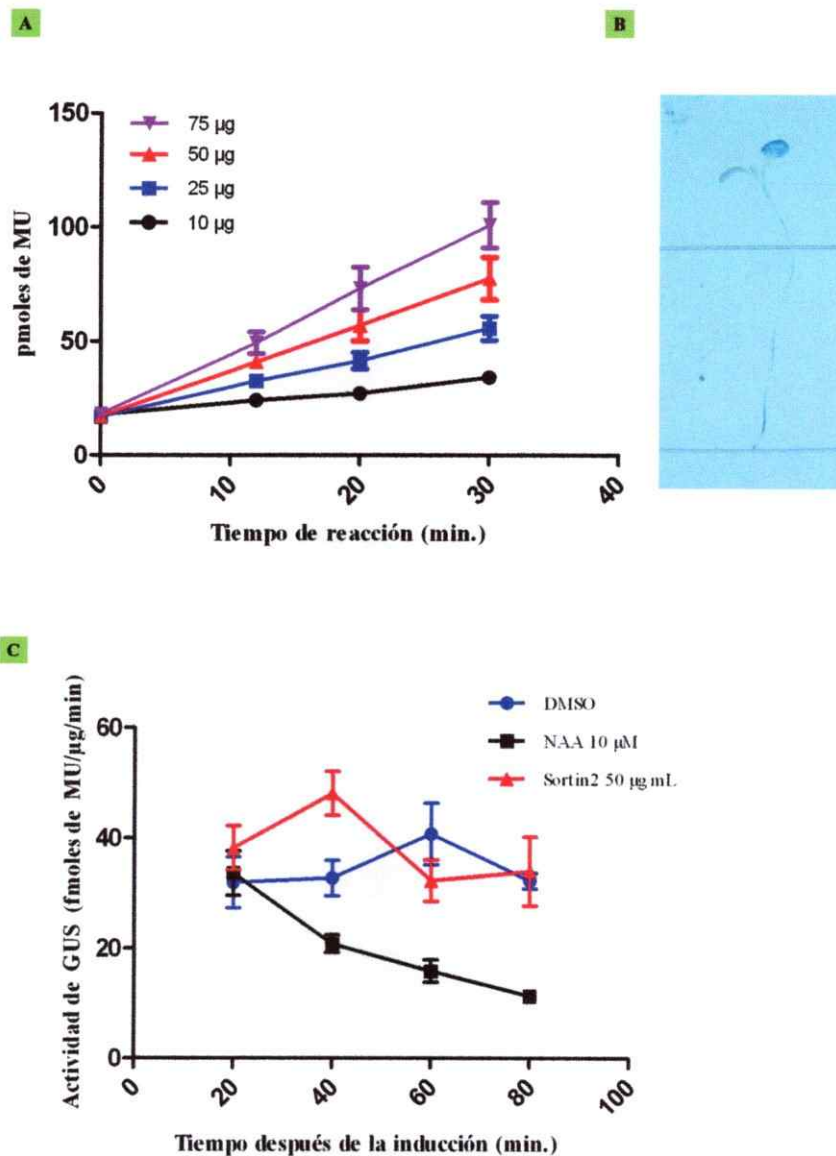 A
B
150
100
50
0
75 µg
50 µg
25 µg
10 µg
pmoles de MU
0
10
20
30
40
Tiempo de reacción (min.)
C
Actividad de GUS (fmoles de MU/µg/min)
60
40
20
0
DMSO
NAA 10 µM
Sortin2 50 µg mL
0
20
40
60
80
100
Tiempo después de la inducción (min.)